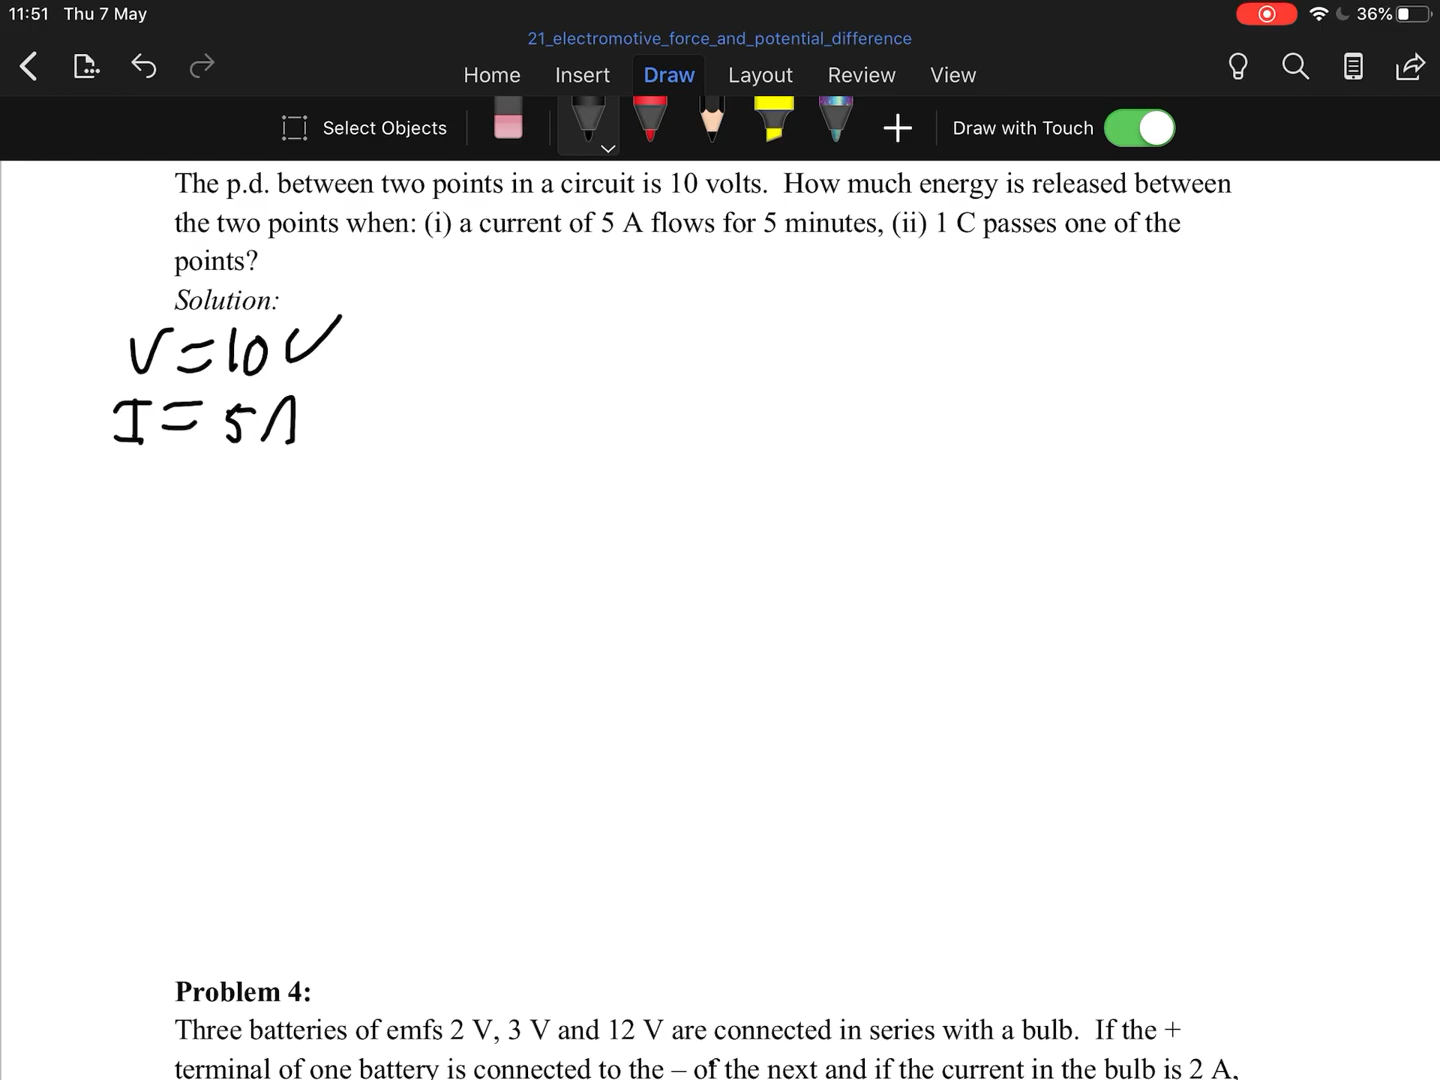 11:51 Thu 7 May 36%
21_electromotive_force_and_potential_difference
Home Insert Draw Layout Review View
Select Objects Draw with Touch
The p.d. between two points in a circuit is 10 volts. How much energy is released between
the two points when: (i) a current of 5 A flows for 5 minutes, (ii) 1 C passes one of the
points?
Solution:
V = 10 V
I = 5 A
Problem 4:
Three batteries of emfs 2 V, 3 V and 12 V are connected in series with a bulb. If the +
terminal of one battery is connected to the – of the next and if the current in the bulb is 2 A,